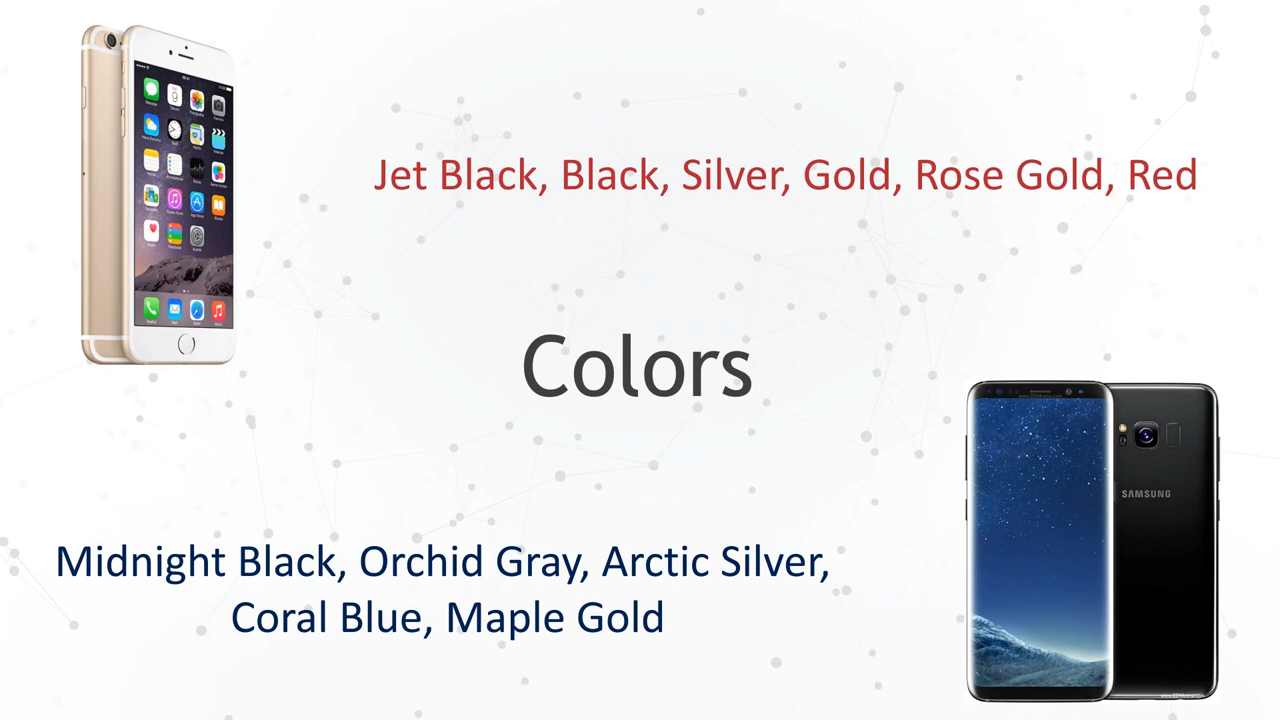 Jet Black, Black, Silver, Gold, Rose Gold, Red
Colors
SAMSUNG
Midnight Black, Orchid Gray, Arctic Silver,
Coral Blue, Maple Gold